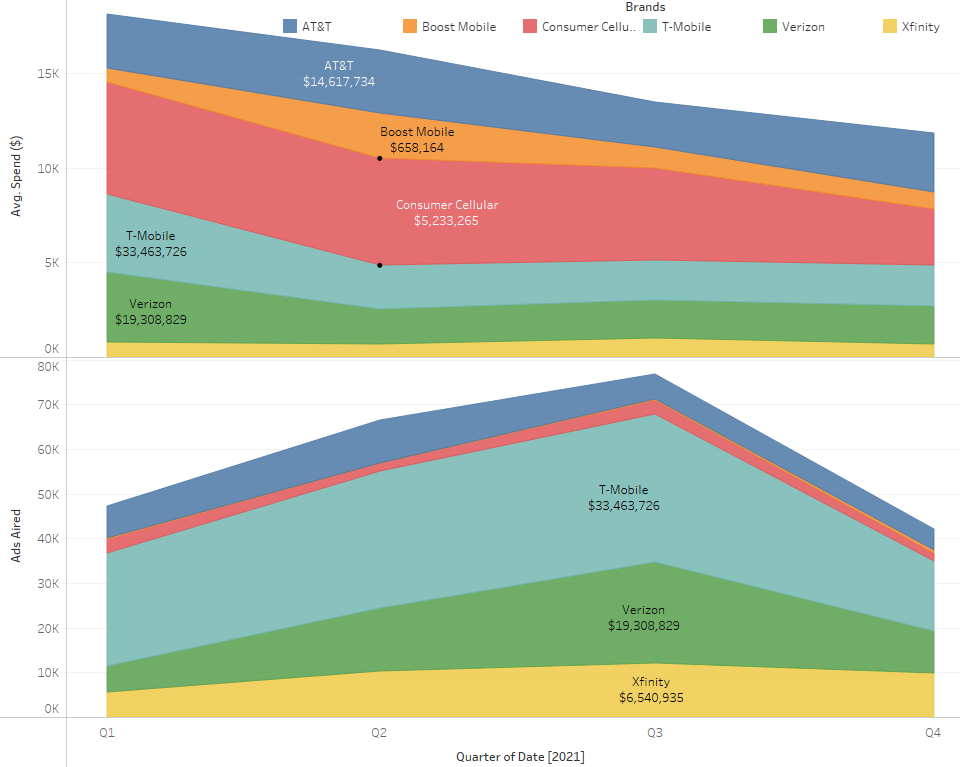 Brands
AT&T
Boost Mobile
Consumer Cellu..
T-Mobile
Verizon
Xfinity
15K
10K
5K
0K
Avg. Spend ($)
AT&T
$14,617,734
Boost Mobile
$658,164
Consumer Cellular
$5,233,265
T-Mobile
$33,463,726
Verizon
$19,308,829
80K
70K
60K
50K
40K
30K
20K
10K
0K
Ads Aired
T-Mobile
$33,463,726
Verizon
$19,308,829
Xfinity
$6,540,935
Q1
Q2
Q3
Q4
Quarter of Date [2021]